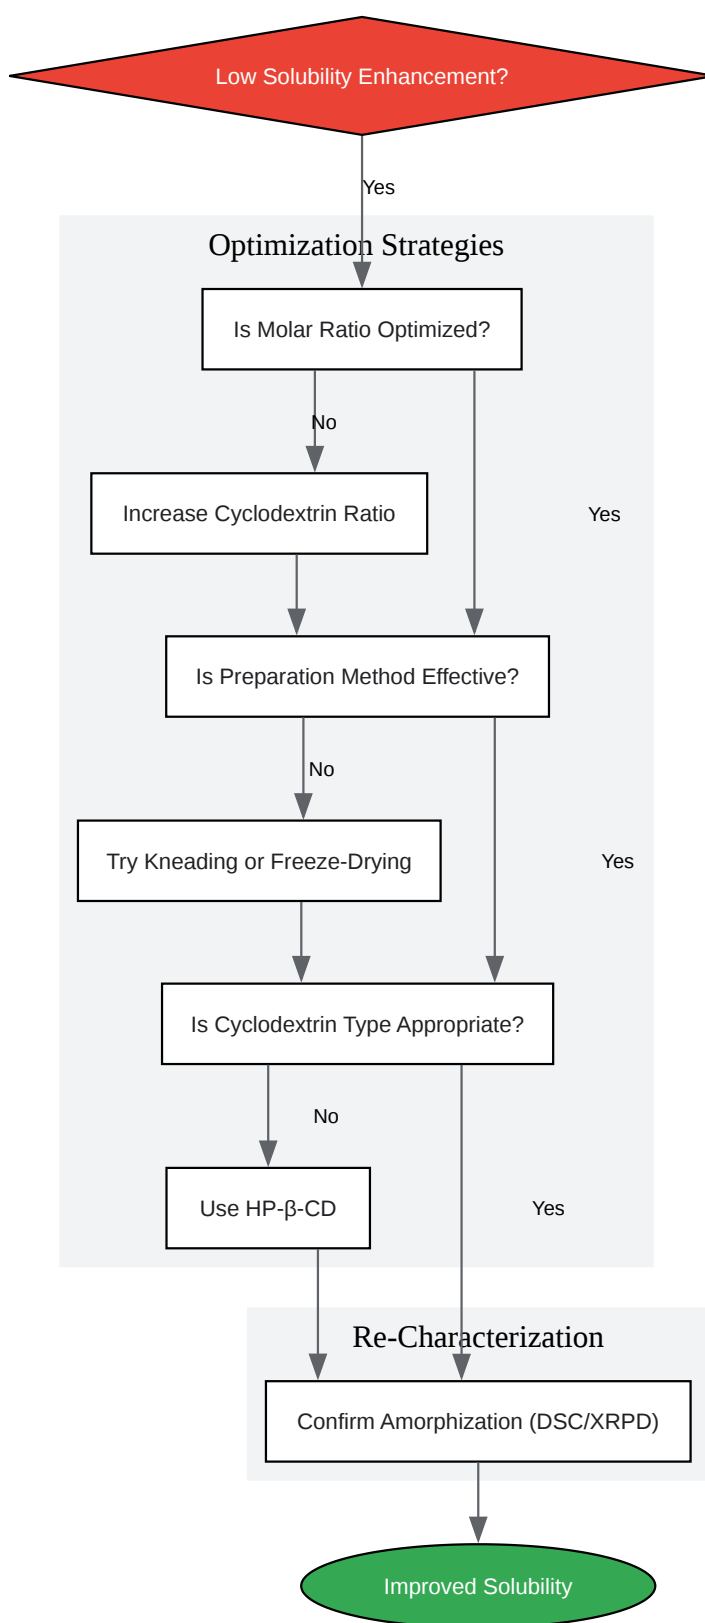 Low Solubility Enhancement?
Yes
Optimization Strategies
Is Molar Ratio Optimized?
No
Increase Cyclodextrin Ratio
Yes
Is Preparation Method Effective?
No
Try Kneading or Freeze-Drying
Yes
Is Cyclodextrin Type Appropriate?
No
Use HP-β-CD
Yes
Re-Characterization
Confirm Amorphization (DSC/XRPD)
Improved Solubility